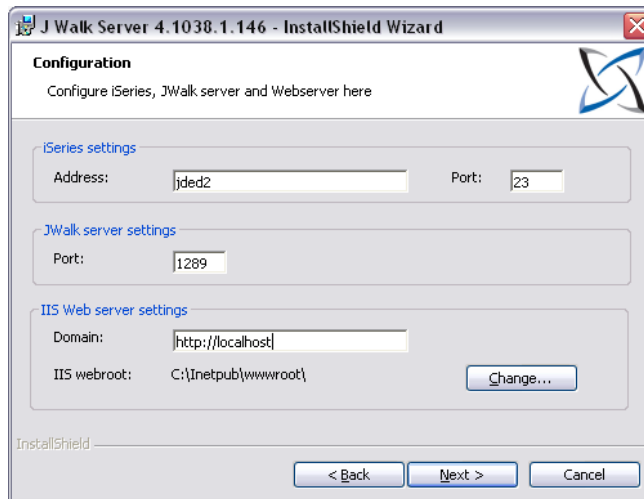 J Walk Server 4.1038.1.146 - InstallShield Wizard
Configuration
Configure iSeries, JWalk server and Webserver here
iSeries settings
Address: jded2 Port: 23
JWalk server settings
Port: 1289
IIS Web server settings
Domain: http://localhost
IIS webroot: C:\Inetpub\wwwroot\ Change...
InstallShield
< Back Next > Cancel